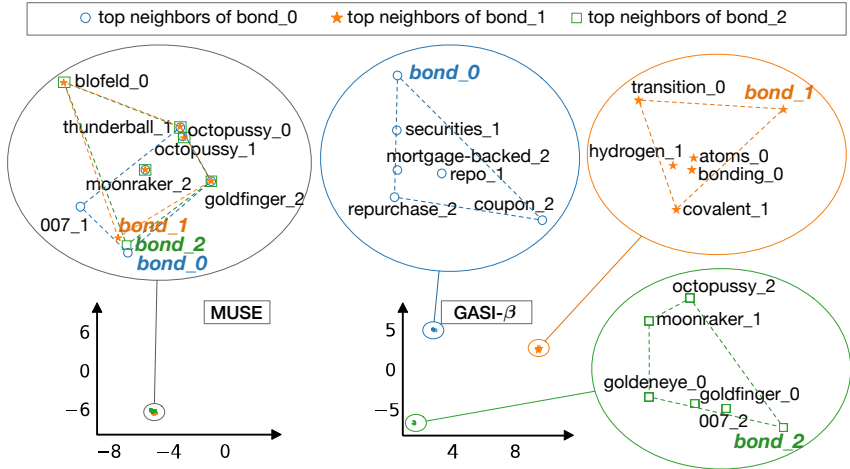 top neighbors of bond_0 top neighbors of bond_1 top neighbors of bond_2
blofeld_0
thunderball_1
octopussy_0
octopussy_1
moonraker_2
goldfinger_2
007_1
bond_1
bond_2
bond_0
bond_0
securities_1
mortgage-backed_2
repo_1
repurchase_2
coupon_2
transition_0
bond_1
hydrogen_1
atoms_0
bonding_0
covalent_1
octopussy_2
moonraker_1
goldeneye_0
goldfinger_0
007_2
bond_2
MUSE
6
0
−6
−8 −4 0
GASI-β
5
0
−5
4 8